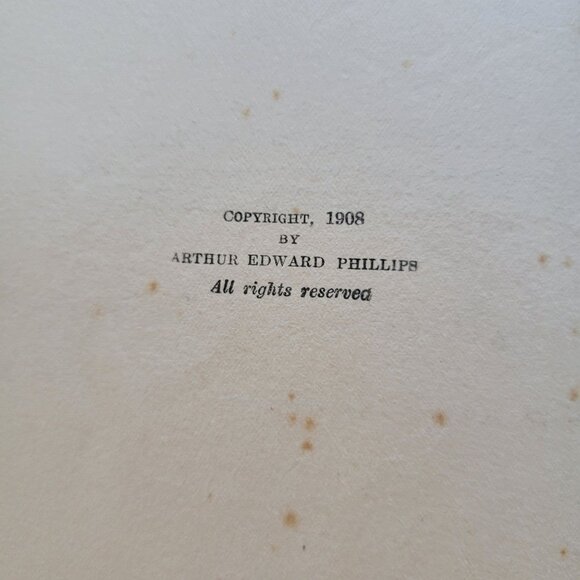 COPYRIGHT, 1908
BY
ARTHUR EDWARD PHILLIPS
All rights reserved